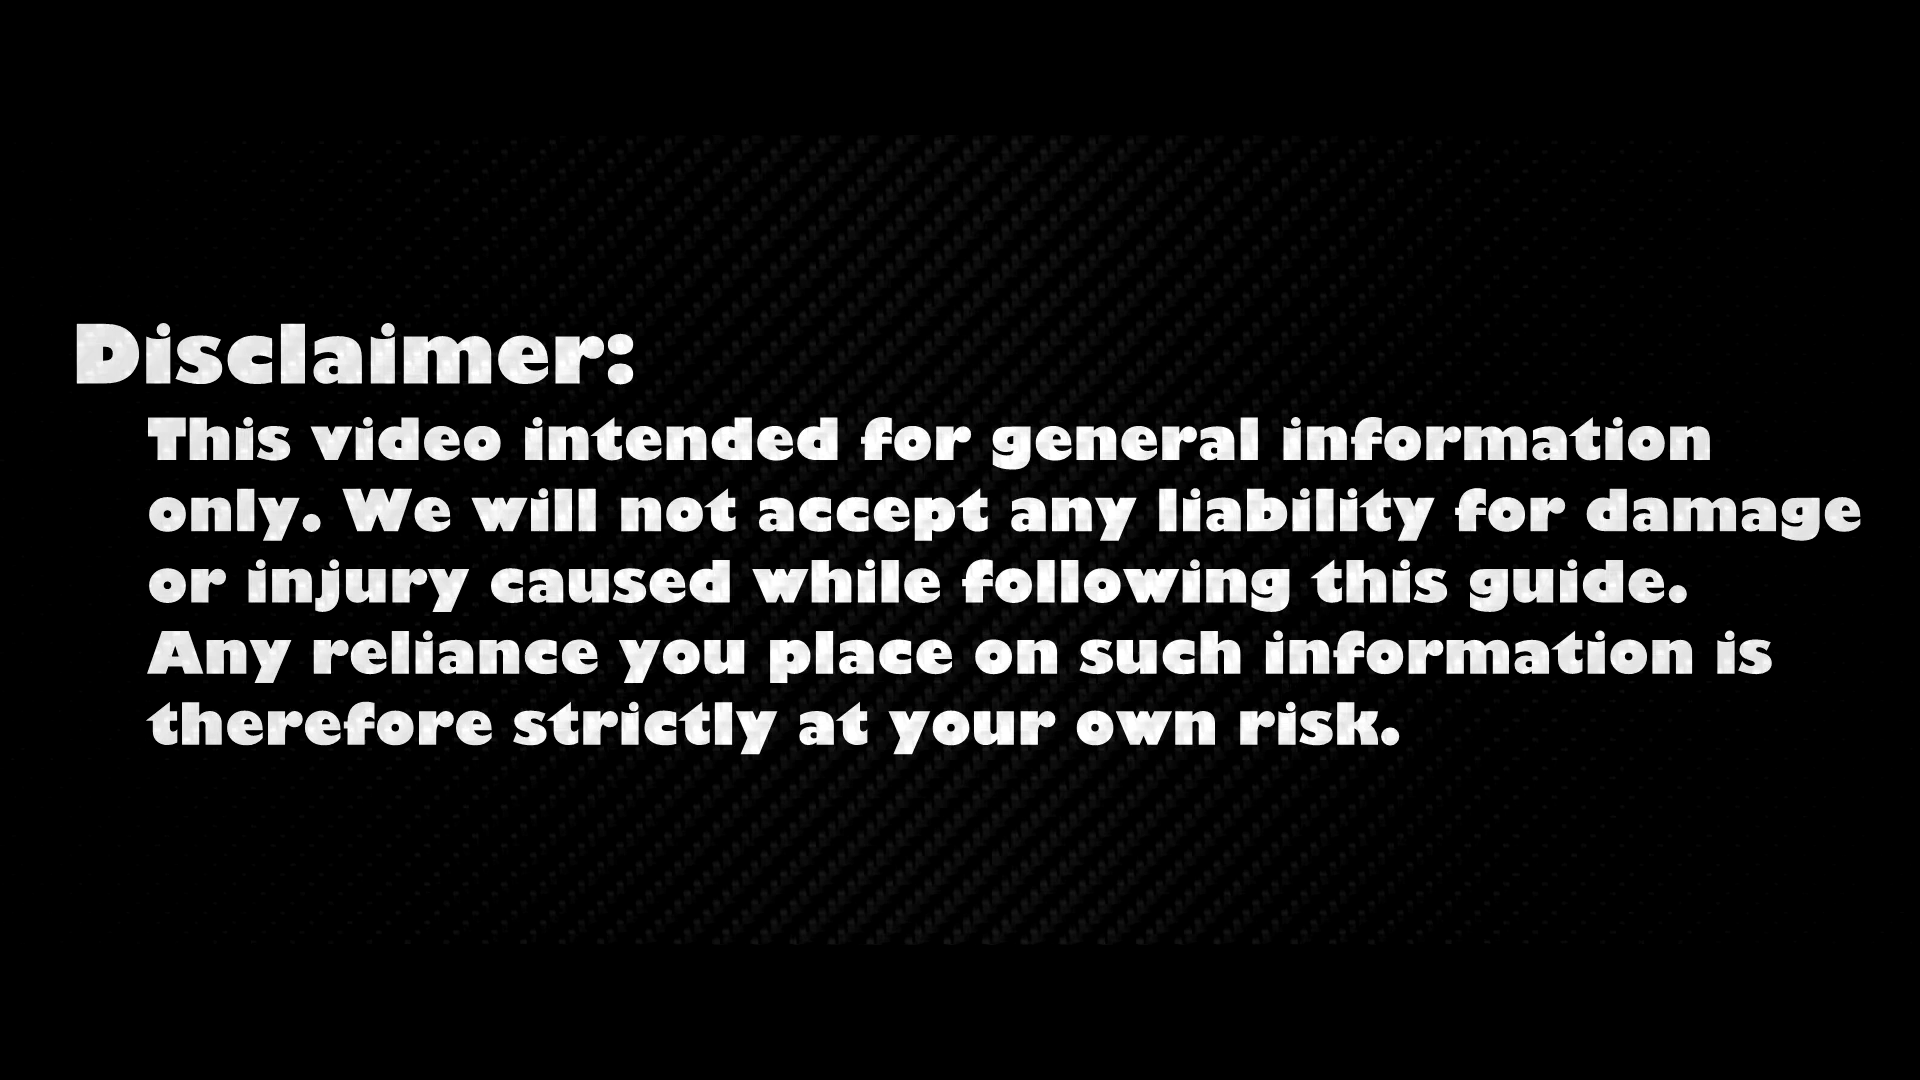 Disclaimer:
This video intended for general information
only. We will not accept any liability for damage
or injury caused while following this guide.
Any reliance you place on such information is
therefore strictly at your own risk.